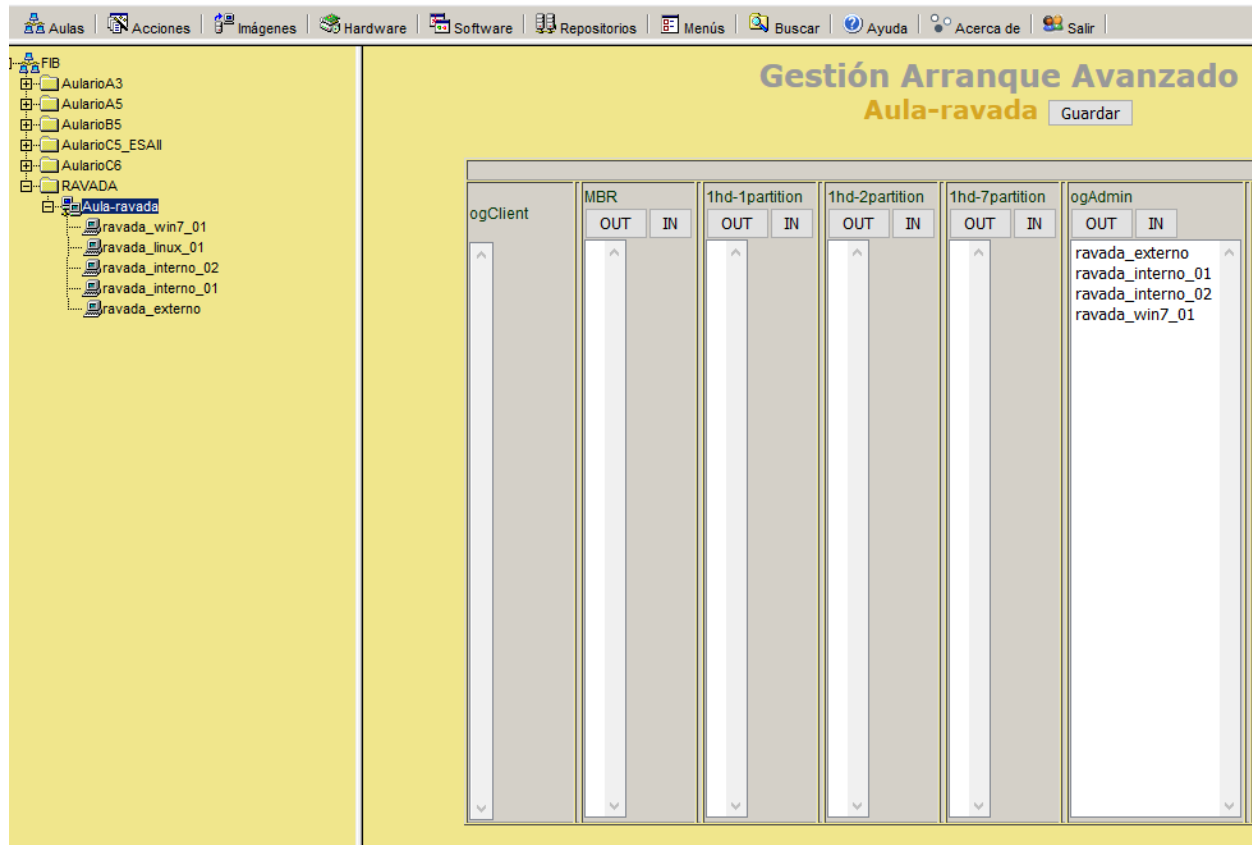 Aulas Acciones Imágenes Hardware Software Repositorios Menús Buscar Ayuda Acerca de Salir
FIB
AularioA3
AularioA5
AularioB5
AularioC5_ESAII
AularioC6
RAVADA
Aula-ravada
ravada_win7_01
ravada_linux_01
ravada_interno_02
ravada_interno_01
ravada_externo
Gestión Arranque Avanzado
Aula-ravada Guardar
ogClient
MBR
OUT IN
1hd-1partition
OUT IN
1hd-2partition
OUT IN
1hd-7partition
OUT IN
ogAdmin
OUT IN
ravada_externo
ravada_interno_01
ravada_interno_02
ravada_win7_01